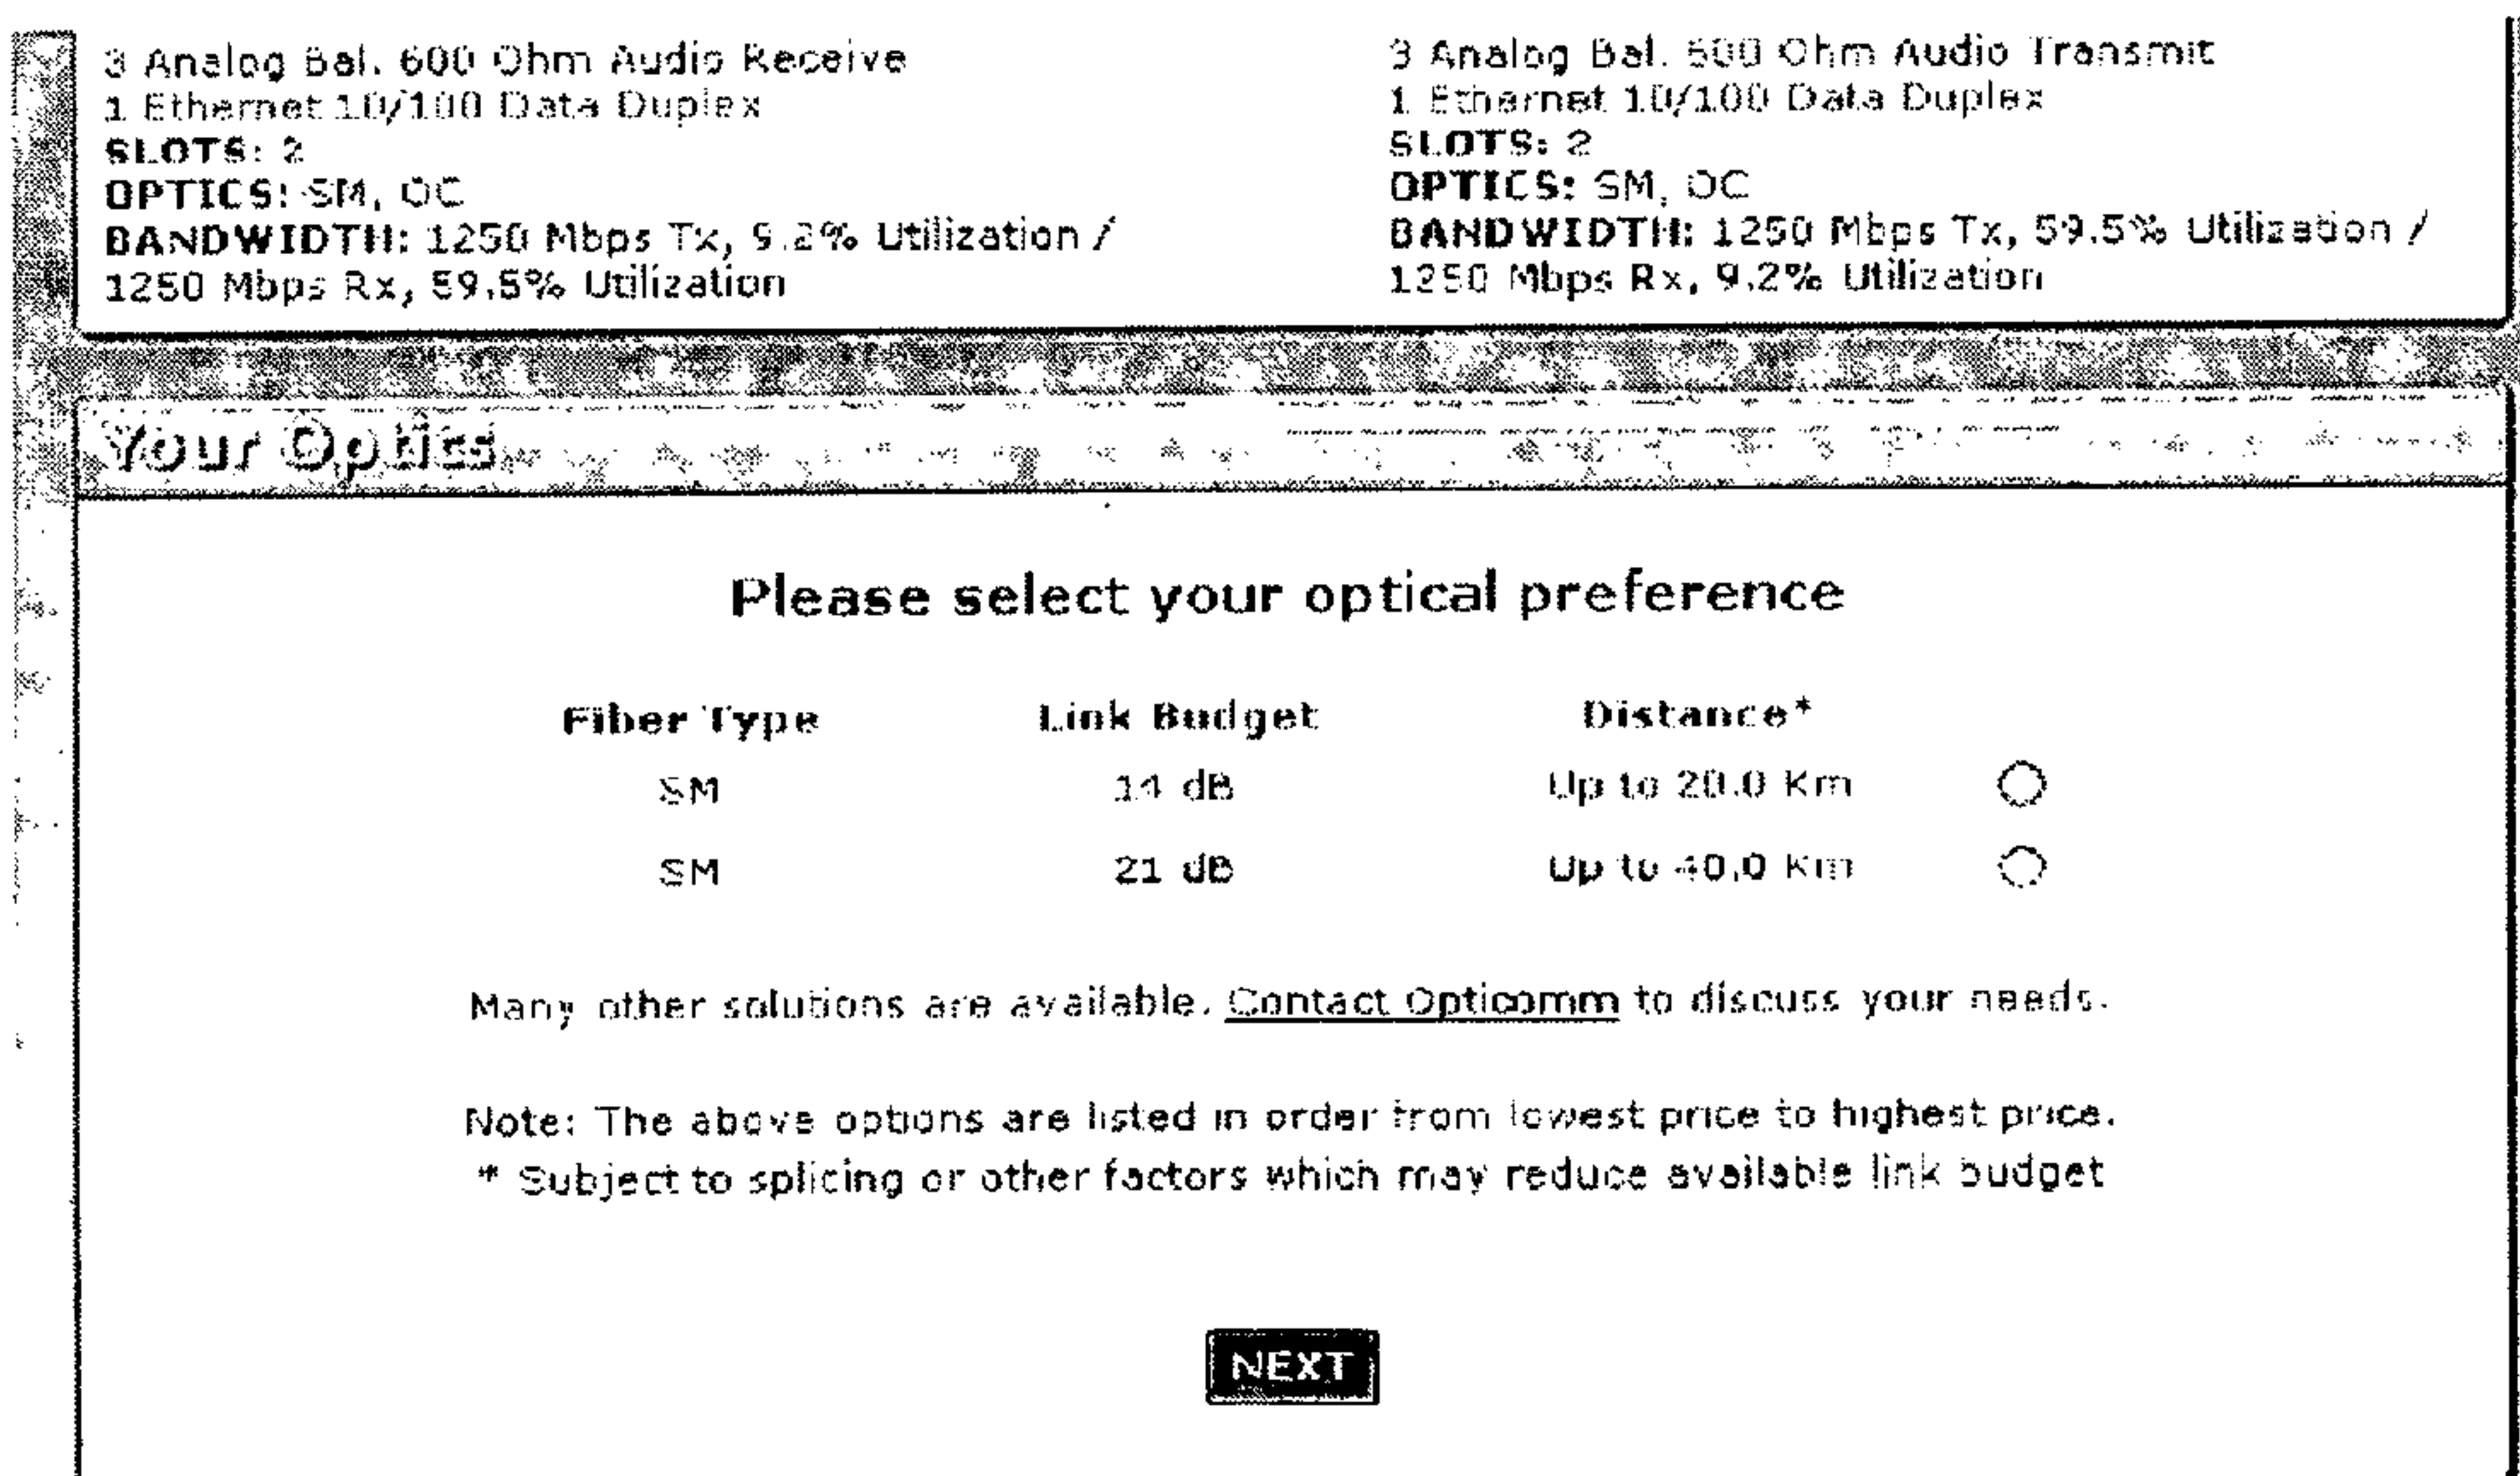 3 Analog Bal. 600 Ohm Audio Receive
1 Ethernet 10/100 Data Duplex
SLOTS: 2
OPTICS: SM, OC
BANDWIDTH: 1250 Mbps Tx, 9.2% Utilization /
1250 Mbps Rx, 59.5% Utilization
3 Analog Bal. 600 Ohm Audio Transmit
1 Ethernet 10/100 Data Duplex
SLOTS: 2
OPTICS: SM, OC
BANDWIDTH: 1250 Mbps Tx, 59.5% Utilization /
1250 Mbps Rx, 9.2% Utilization
Your Optics
Please select your optical preference
Fiber Type Link Budget Distance*
SM 14 dB Up to 20.0 Km
SM 21 dB Up to 40.0 Km
Many other solutions are available. Contact Opticomm to discuss your needs.
Note: The above options are listed in order from lowest price to highest price.
* Subject to splicing or other factors which may reduce available link budget
NEXT